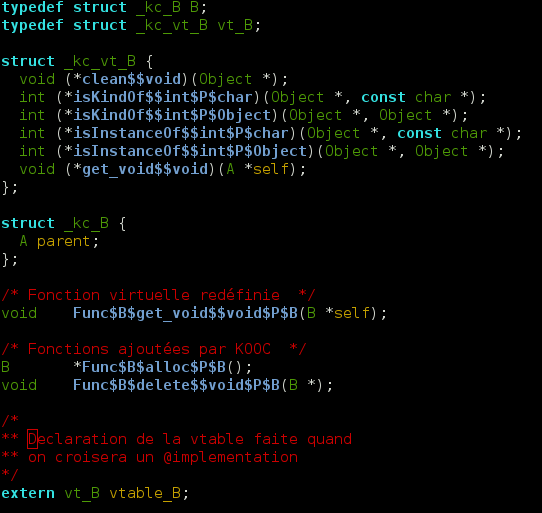 typedef struct _kc_B B;
typedef struct _kc_vt_B vt_B;
struct _kc_vt_B {
void (*clean$$void)(Object *);
int (*isKindOf$$int$P$char)(Object *, const char *);
int (*isKindOf$$int$P$Object)(Object *, Object *);
int (*isInstanceOf$$int$P$char)(Object *, const char *);
int (*isInstanceOf$$int$P$Object)(Object *, Object *);
void (*get_void$$void)(A *self);
};
struct _kc_B {
A parent;
};
/* Fonction virtuelle redéfinie */
void Func$B$get_void$$void$P$B(B *self);
/* Fonctions ajoutées par KOOC */
B *Func$B$alloc$P$B();
void Func$B$delete$$void$P$B(B *);
/*
** Declaration de la vtable faite quand
** on croisera un @implementation
*/
extern vt_B vtable_B;